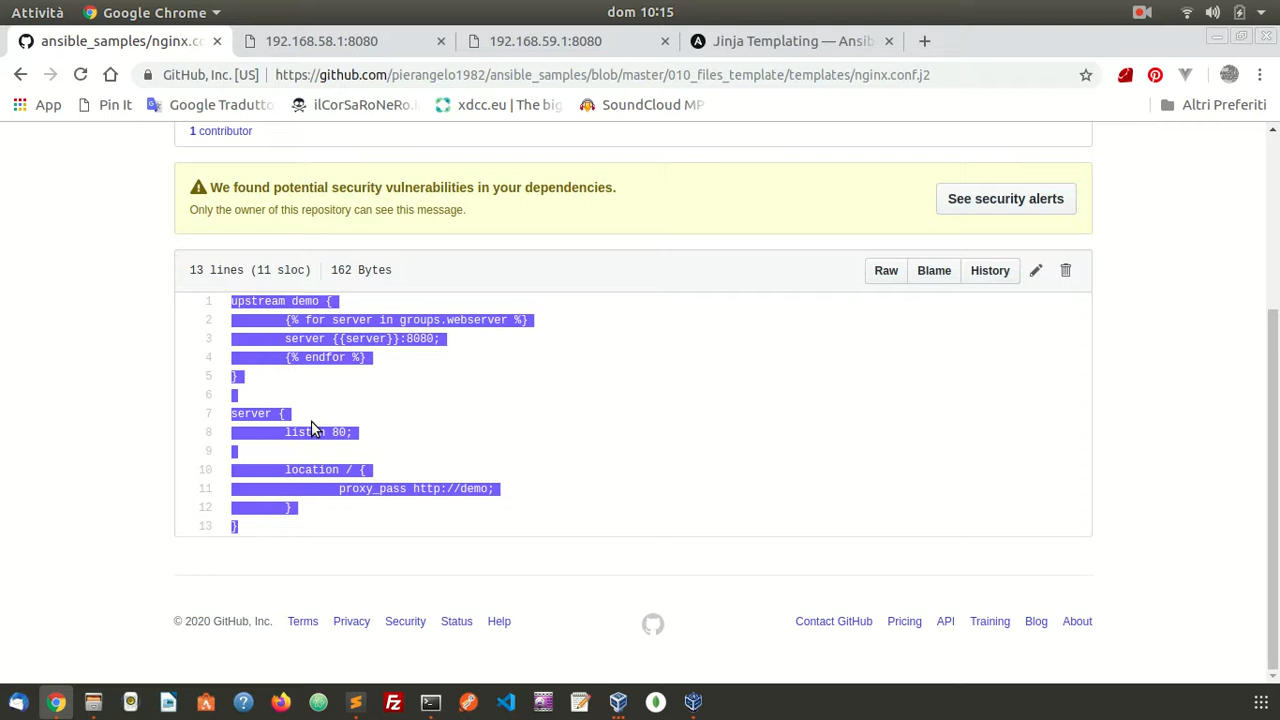 Attività Google Chrome dom 10:15
ansible_samples/nginx.co 192.168.58.1:8080 192.168.59.1:8080 Jinja Templating — Ansib
GitHub, Inc. [US] https://github.com/pierangelo1982/ansible_samples/blob/master/010_files_template/templates/nginx.conf.j2
App Pin It Google Tradutto ilCorSaRoNeRo. xdcc.eu | The big SoundCloud MP Altri Preferiti
1 contributor
We found potential security vulnerabilities in your dependencies.
Only the owner of this repository can see this message.
See security alerts
13 lines (11 sloc) 162 Bytes Raw Blame History
1 upstream demo {
2 {% for server in groups.webserver %}
3 server {{server}}:8080;
4 {% endfor %}
5 }
6
7 server {
8 listen 80;
9
10 location / {
11 proxy_pass http://demo;
12 }
13 }
© 2020 GitHub, Inc. Terms Privacy Security Status Help Contact GitHub Pricing API Training Blog About